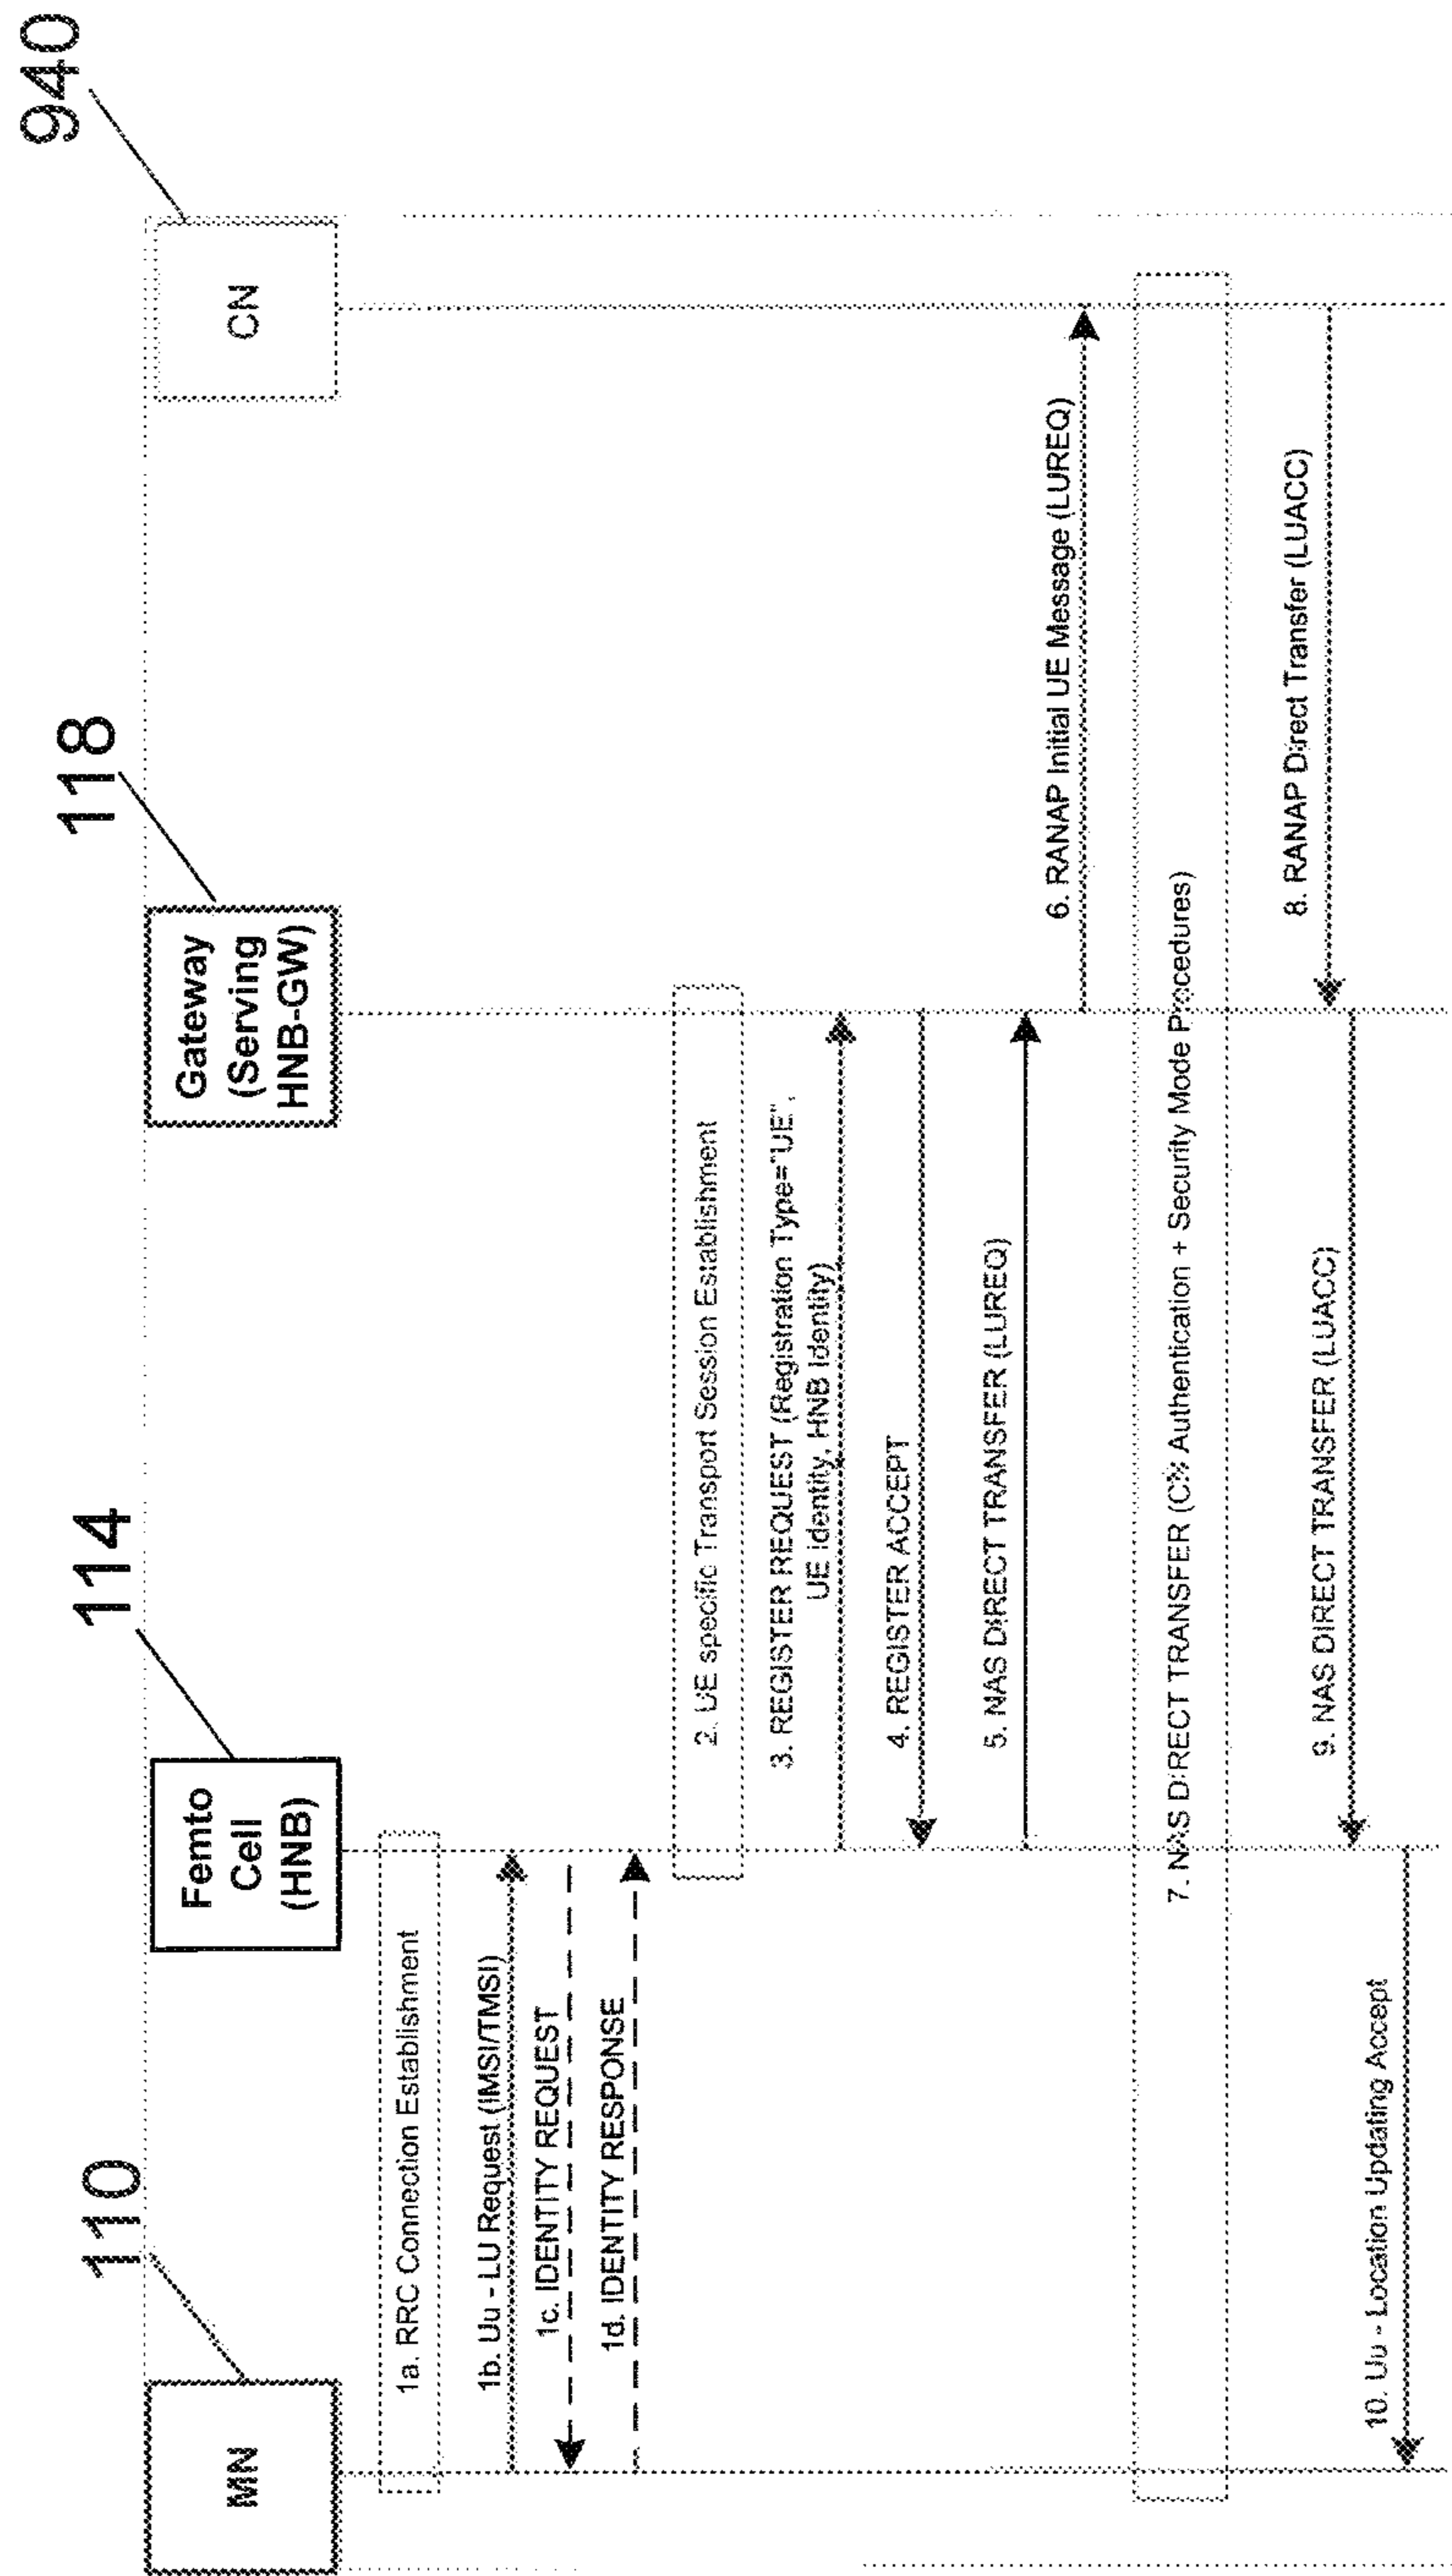 110
114
118
940
MN
Femto
Cell
(HNB)
Gateway
(Serving
HNB-GW)
CN
1a. RRC Connection Establishment
1b. Uu - LU Request (IMSI/TMSI)
1c. IDENTITY REQUEST
1d. IDENTITY RESPONSE
2. UE specific Transport Session Establishment
3. REGISTER REQUEST (Registration Type="UE",
UE Identity, HNB Identity)
4. REGISTER ACCEPT
5. NAS DIRECT TRANSFER (LUREQ)
6. RANAP Initial UE Message (LUREQ)
7. NAS DIRECT TRANSFER (CN Authentication + Security Mode Procedures)
8. RANAP Direct Transfer (LUACC)
9. NAS DIRECT TRANSFER (LUACC)
10. Uu - Location Updating Accept